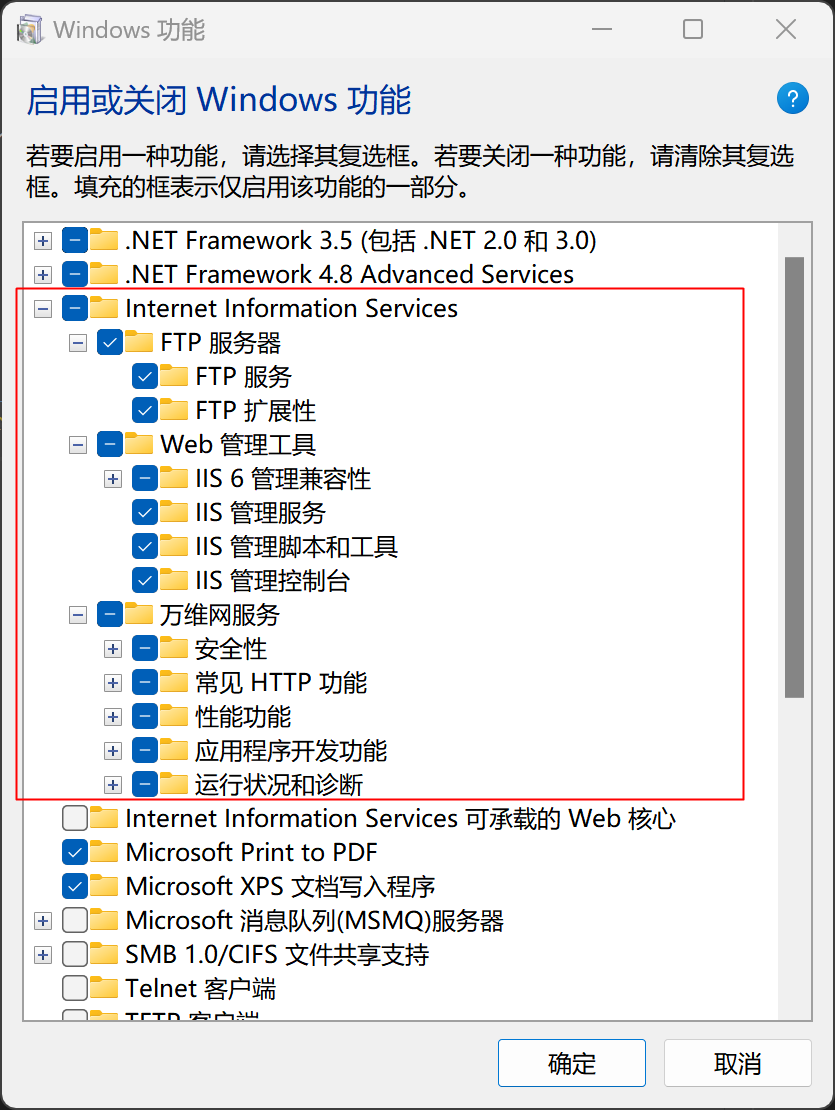 Windows 功能
启用或关闭 Windows 功能
?
若要启用一种功能，请选择其复选框。若要关闭一种功能，请清除其复选
框。填充的框表示仅启用该功能的一部分。
.NET Framework 3.5 (包括 .NET 2.0 和 3.0)
.NET Framework 4.8 Advanced Services
Internet Information Services
FTP 服务器
FTP 服务
FTP 扩展性
Web 管理工具
IIS 6 管理兼容性
IIS 管理服务
IIS 管理脚本和工具
IIS 管理控制台
万维网服务
安全性
常见 HTTP 功能
性能功能
应用程序开发功能
运行状况和诊断
Internet Information Services 可承载的 Web 核心
Microsoft Print to PDF
Microsoft XPS 文档写入程序
Microsoft 消息队列(MSMQ)服务器
SMB 1.0/CIFS 文件共享支持
Telnet 客户端
TFTP 客户端
确定
取消